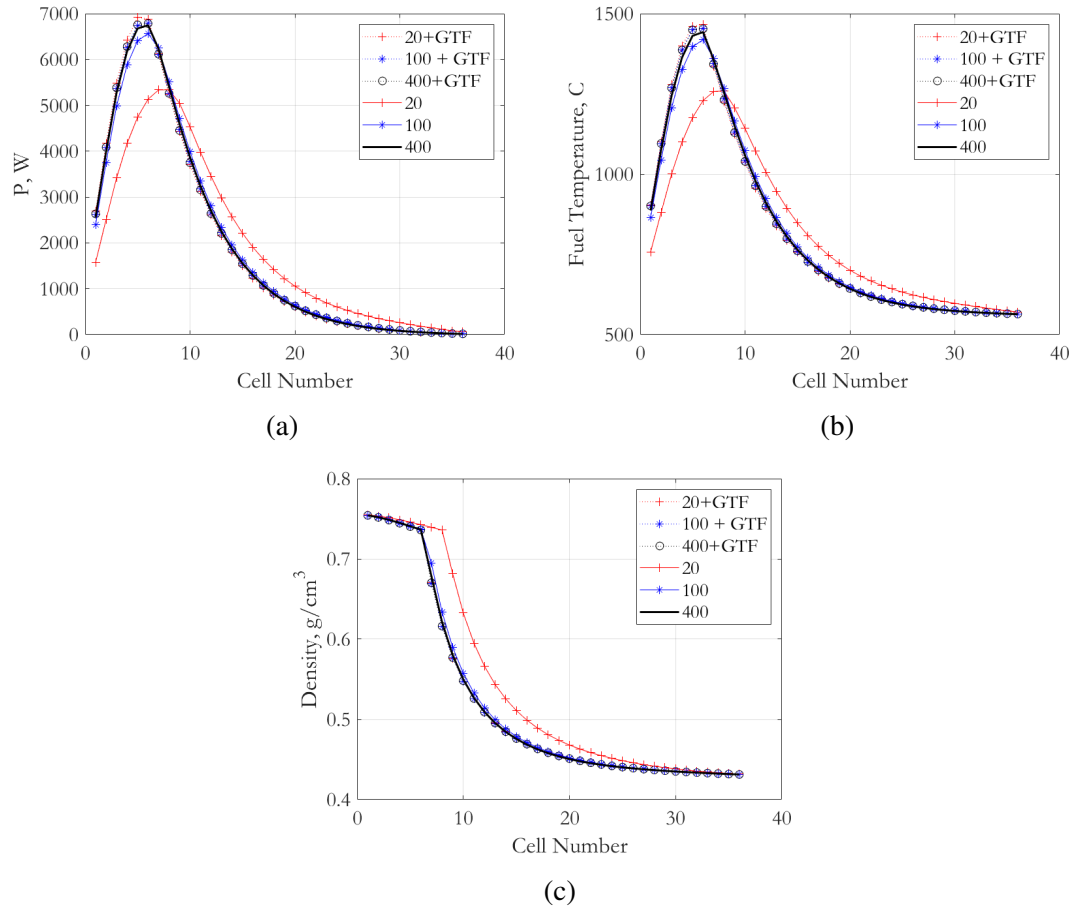 7000
6000
5000
4000
3000
2000
1000
0
P, W
0
10
20
30
40
Cell Number
20+GTF
100 + GTF
400+GTF
20
100
400
(a)
1500
1000
500
Fuel Temperature, C
0
10
20
30
40
Cell Number
20+GTF
100 + GTF
400+GTF
20
100
400
(b)
0.8
0.7
0.6
0.5
0.4
Density, g/cm³
0
10
20
30
40
Cell Number
20+GTF
100 + GTF
400+GTF
20
100
400
(c)